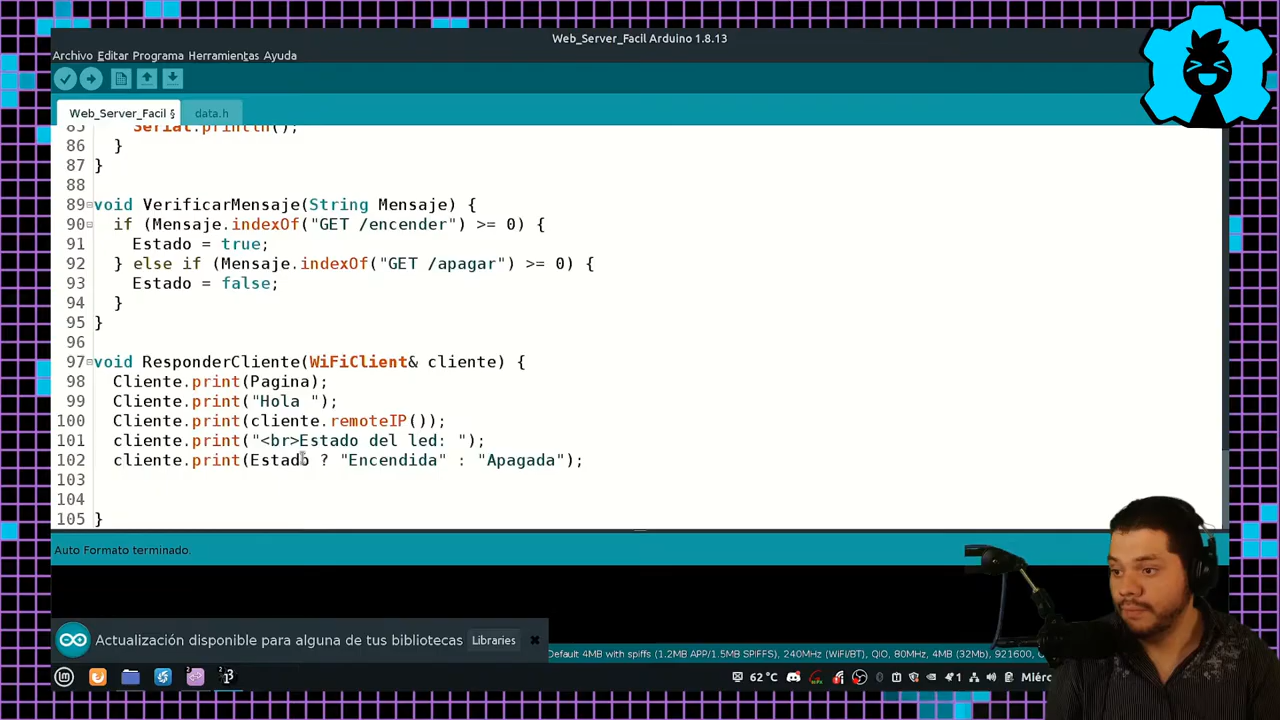 Web_Server_Facil Arduino 1.8.13
Archivo Editar Programa Herramientas Ayuda
Web_Server_Facil §
data.h
85 Serial.println();
86 }
87 }
88
89 void VerificarMensaje(String Mensaje) {
90 if (Mensaje.indexOf("GET /encender") >= 0) {
91 Estado = true;
92 } else if (Mensaje.indexOf("GET /apagar") >= 0) {
93 Estado = false;
94 }
95 }
96
97 void ResponderCliente(WiFiClient& cliente) {
98 Cliente.print(Pagina);
99 Cliente.print("Hola ");
100 Cliente.print(cliente.remoteIP());
101 cliente.print("<br>Estado del led: ");
102 cliente.print(Estado ? "Encendida" : "Apagada");
103
104
105 }
Auto Formato terminado.
Actualización disponible para alguna de tus bibliotecas
Libraries
Default 4MB with spiffs (1.2MB APP/1.5MB SPIFFS), 240MHz (WiFi/BT), QIO, 80MHz, 4MB (32Mb), 921600,
62°C
1
Miérc